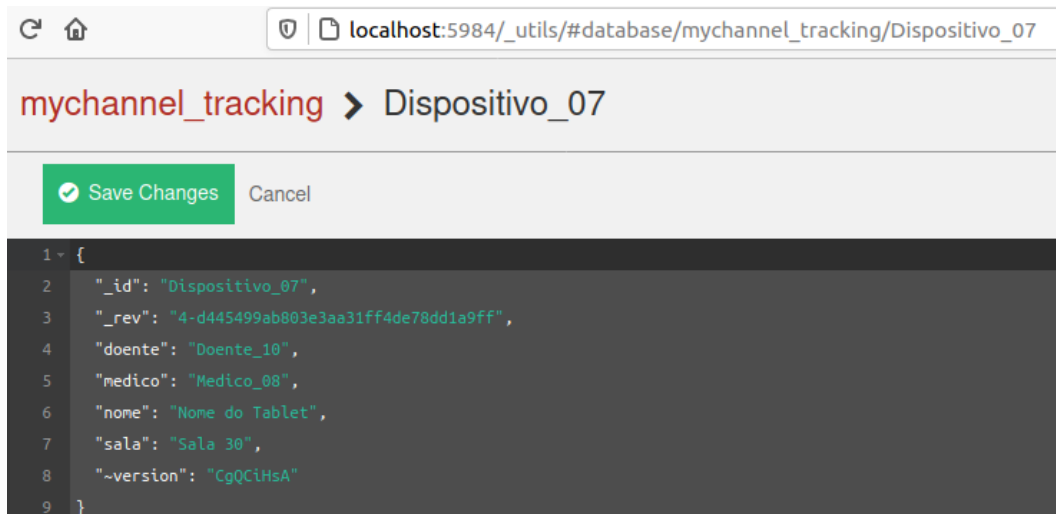 localhost:5984/_utils/#database/mychannel_tracking/Dispositivo_07
mychannel_tracking > Dispositivo_07
Save Changes Cancel
1 {
2 "_id": "Dispositivo_07",
3 "_rev": "4-d445499ab803e3aa31ff4de78dd1a9ff",
4 "doente": "Doente_10",
5 "medico": "Medico_08",
6 "nome": "Nome do Tablet",
7 "sala": "Sala 30",
8 "~version": "CgQCiHsA"
9 }